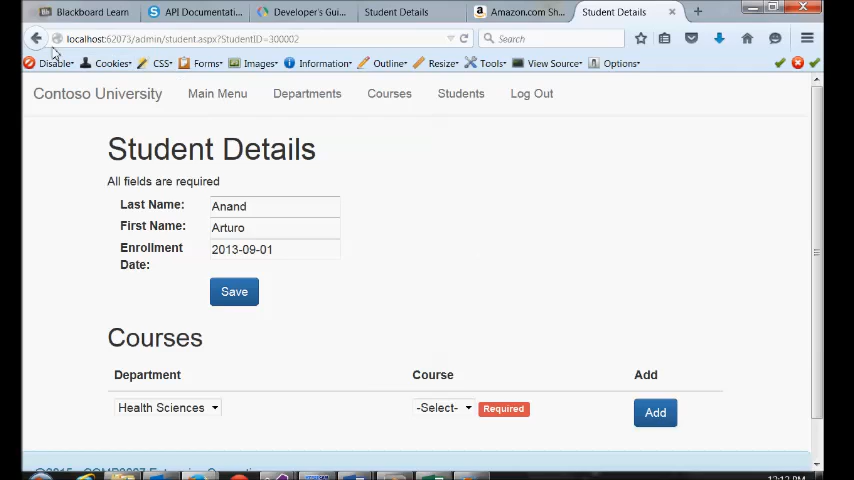 Blackboard Learn
API Documentati...
Developer's Gui...
Student Details
Amazon.com Sh...
Student Details
localhost:62073/admin/student.aspx?StudentID=300002
Search
Disable
Cookies
CSS
Forms
Images
Information
Miscellaneous
Outline
Resize
Tools
View Source
Options
Contoso University
Main Menu
Departments
Courses
Students
Log Out
Student Details
All fields are required
Last Name:
Anand
First Name:
Arturo
Enrollment
Date:
2013-09-01
Save
Courses
Department
Course
Add
Health Sciences
-Select-
Required
Add
12:12 PM